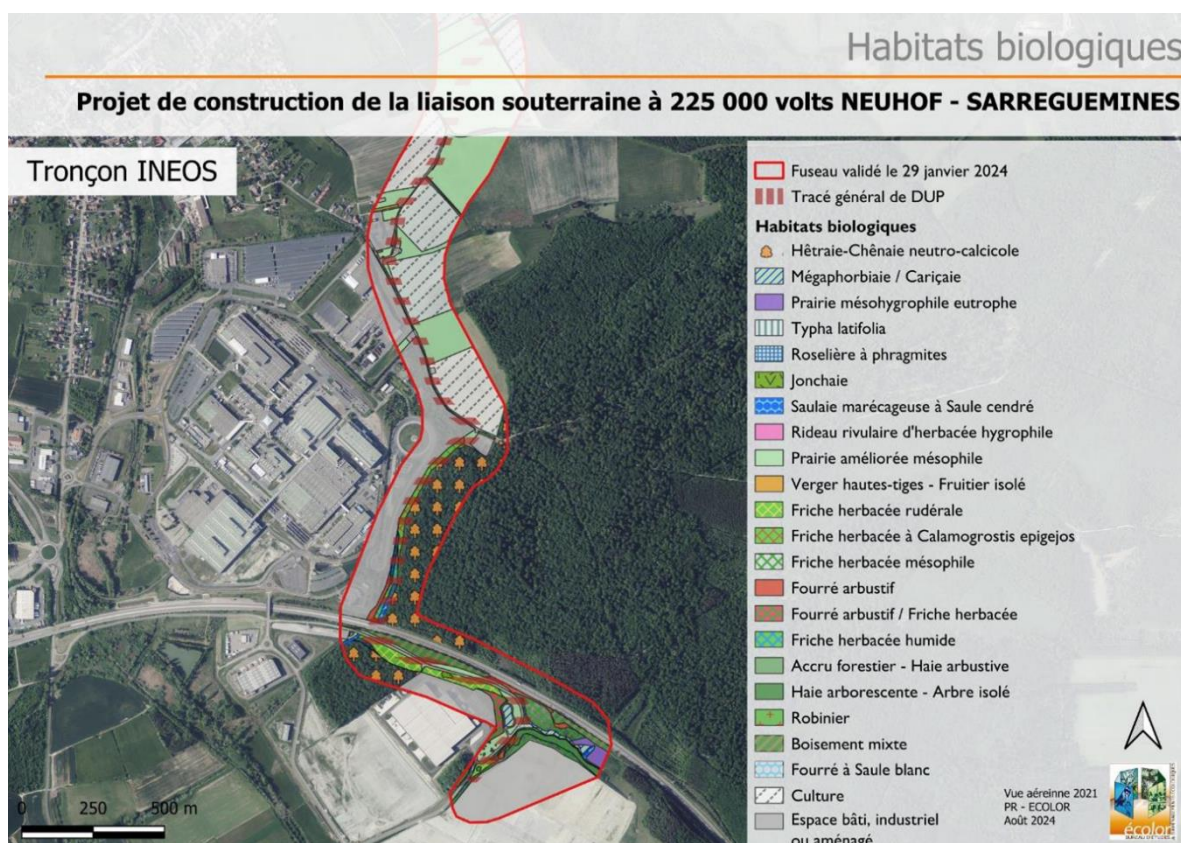 Habitats biologiques
Projet de construction de la liaison souterraine à 225 000 volts NEUHOF - SARREGUEMINES
Tronçon INEOS
Fuseau validé le 29 janvier 2024
Tracé général de DUP
Habitats biologiques
Hêtraie-Chênaie neutro-calcicole
Mégaphorbiaie / Cariçaie
Prairie mésohygrophile eutrophe
Typha latifolia
Roselière à phragmites
Jonchaie
Saulaie marécageuse à Saule cendré
Rideau rivulaire d'herbacée hygrophile
Prairie améliorée mésophile
Verger hautes-tiges - Fruitier isolé
Friche herbacée rudérale
Friche herbacée à Calamogrostis epigejos
Friche herbacée mésophile
Fourré arbustif
Fourré arbustif / Friche herbacée
Friche herbacée humide
Accru forestier - Haie arbustive
Haie arborescente - Arbre isolé
Robinier
Boisement mixte
Fourré à Saule blanc
Culture
Espace bâti, industriel
ou aménagé
0 250 500 m
Vue aéreinne 2021
PR - ECOLOR
Août 2024
écolor